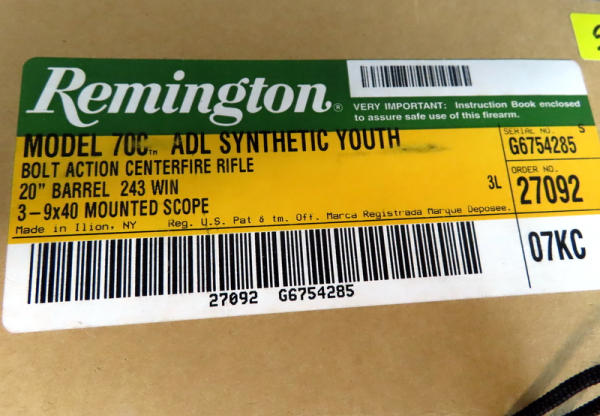 Remington®
VERY IMPORTANT: Instruction Book enclosed
to assure safe use of this firearm.
MODEL 70C™ ADL SYNTHETIC YOUTH
BOLT ACTION CENTERFIRE RIFLE
20" BARREL 243 WIN
3L
3-9x40 MOUNTED SCOPE
Made in Ilion, NY Reg. U.S. Pat & tm. Off. Marca Registrada Marque Deposee.
SERIAL NO. S
G6754285
ORDER NO.
27092
07KC
27092 G6754285